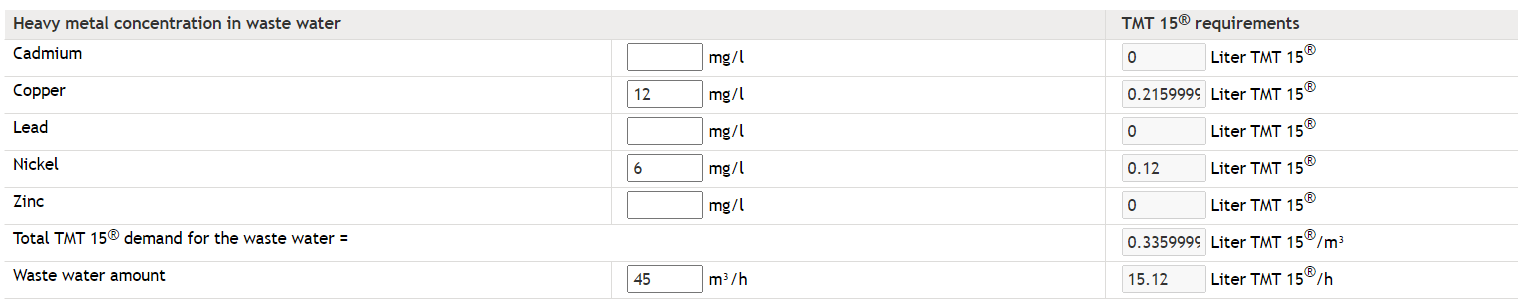 Heavy metal concentration in waste water TMT 15® requirements
Cadmium mg/l 0 Liter TMT 15®
Copper 12 mg/l 0.2159999 Liter TMT 15®
Lead mg/l 0 Liter TMT 15®
Nickel 6 mg/l 0.12 Liter TMT 15®
Zinc mg/l 0 Liter TMT 15®
Total TMT 15® demand for the waste water = 0.3359999 Liter TMT 15®/m³
Waste water amount 45 m³/h 15.12 Liter TMT 15®/h